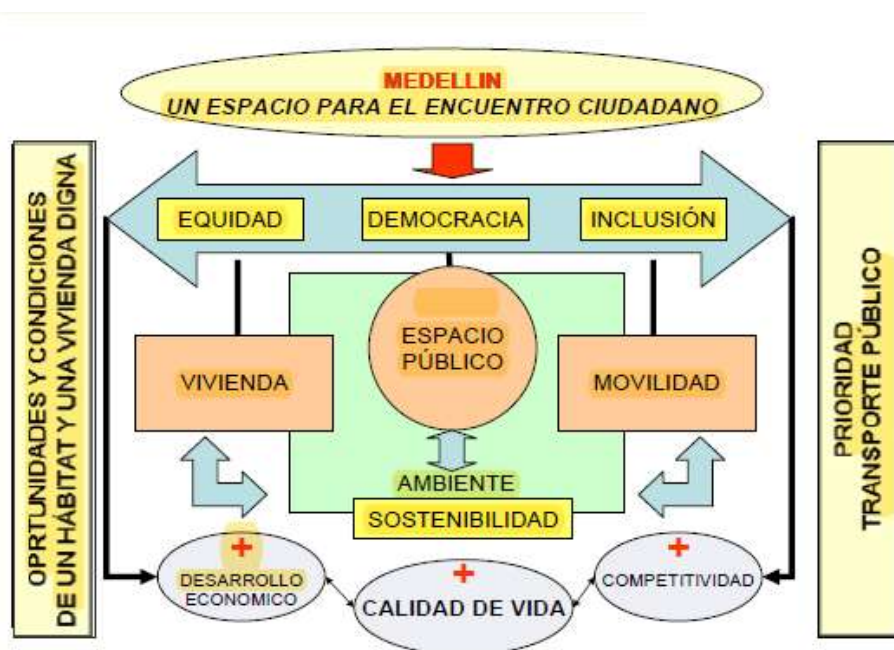 MEDELLIN
UN ESPACIO PARA EL ENCUENTRO CIUDADANO
OPRTUNIDADES Y CONDICIONES
DE UN HÁBITAT Y UNA VIVIENDA DIGNA
EQUIDAD
DEMOCRACIA
INCLUSIÓN
PRIORIDAD
TRANSPORTE PÚBLICO
VIVIENDA
ESPACIO
PÚBLICO
MOVILIDAD
AMBIENTE
SOSTENIBILIDAD
+
DESARROLLO
ECONOMICO
+
CALIDAD DE VIDA
+
COMPETITIVIDAD